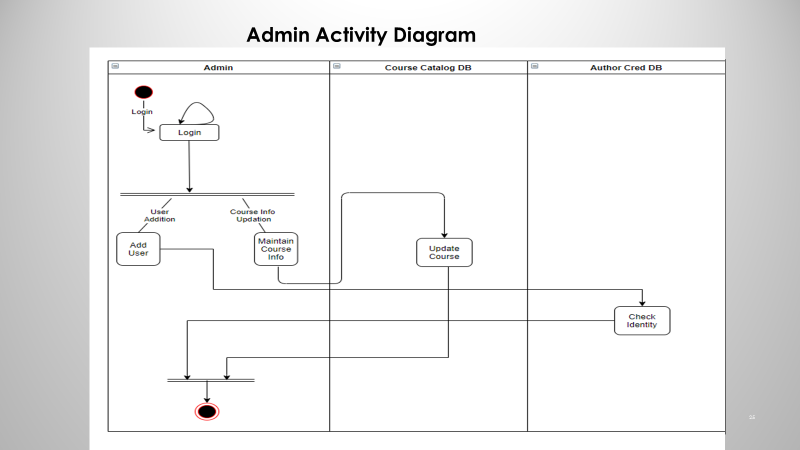 Admin Activity Diagram
Admin
Course Catalog DB
Author Cred DB
Login
Login
User
Addition
Course Info
Updation
Add
User
Maintain
Course
Info
Update
Course
Check
Identity